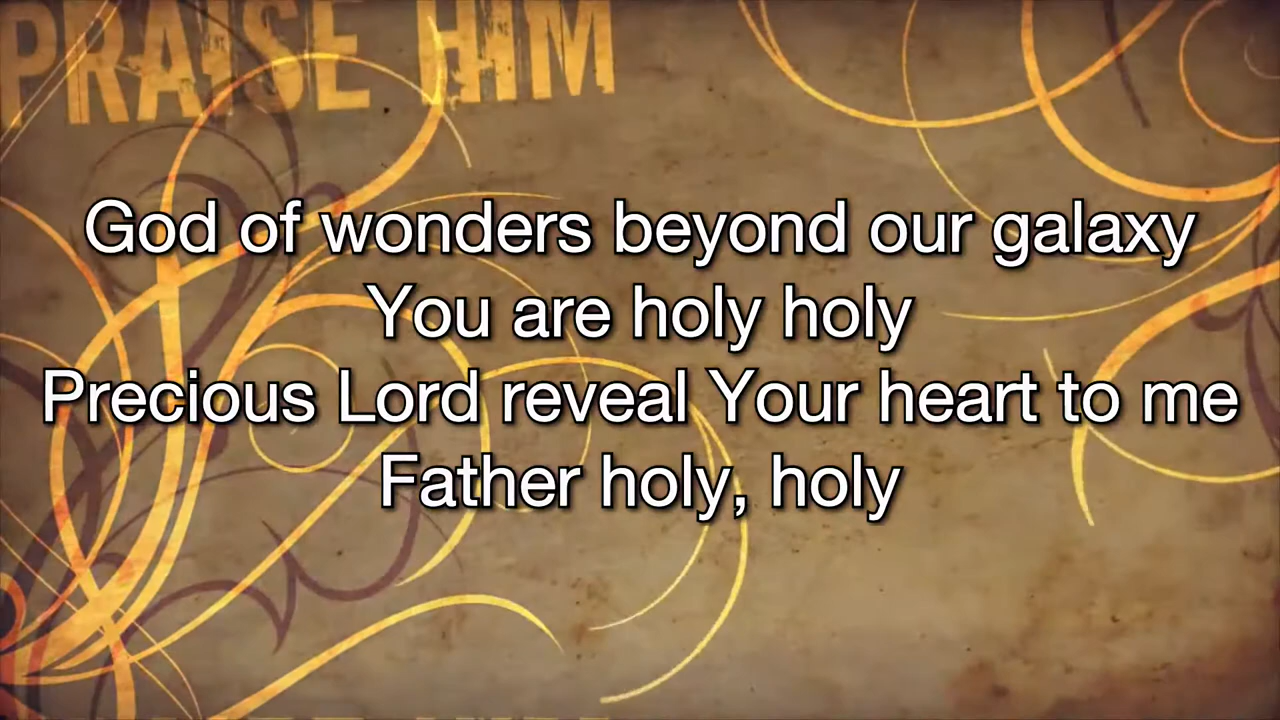 PRAISE HIM
God of wonders beyond our galaxy
You are holy holy
Precious Lord reveal Your heart to me
Father holy, holy